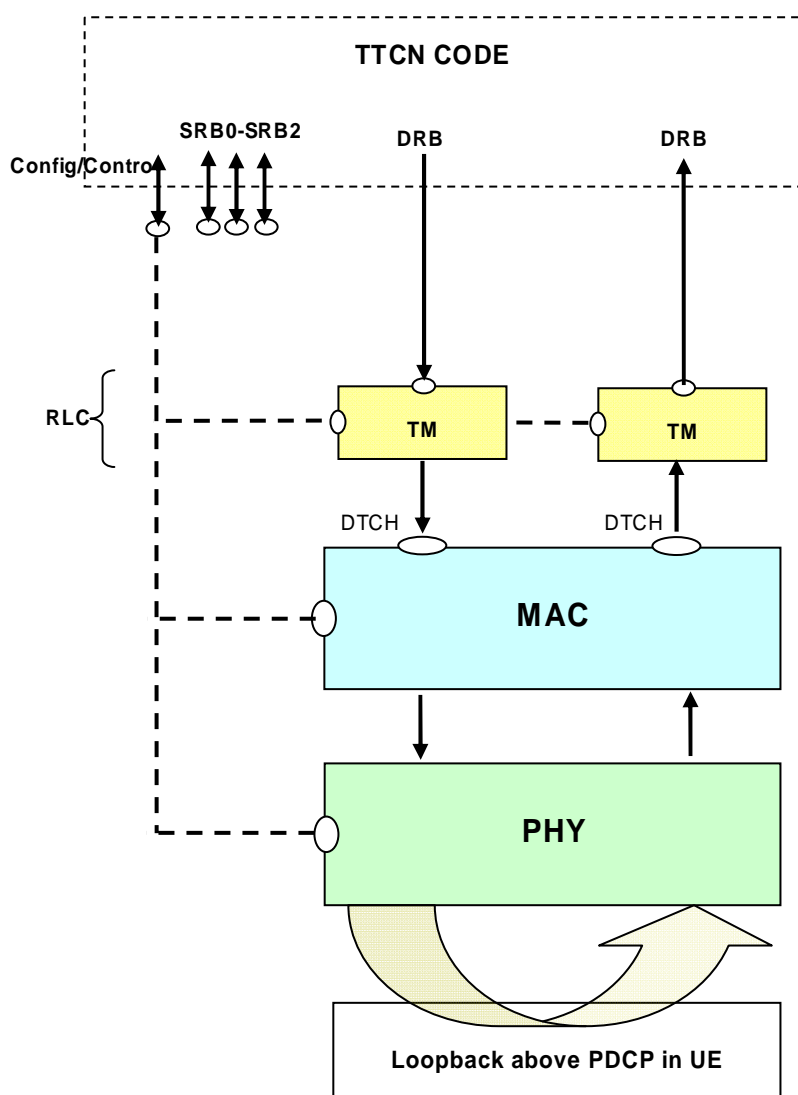 TTCN CODE
SRB0-SRB2
DRB
DRB
Config/Contro
RLC
TM
TM
DTCH
DTCH
MAC
PHY
Loopback above PDCP in UE